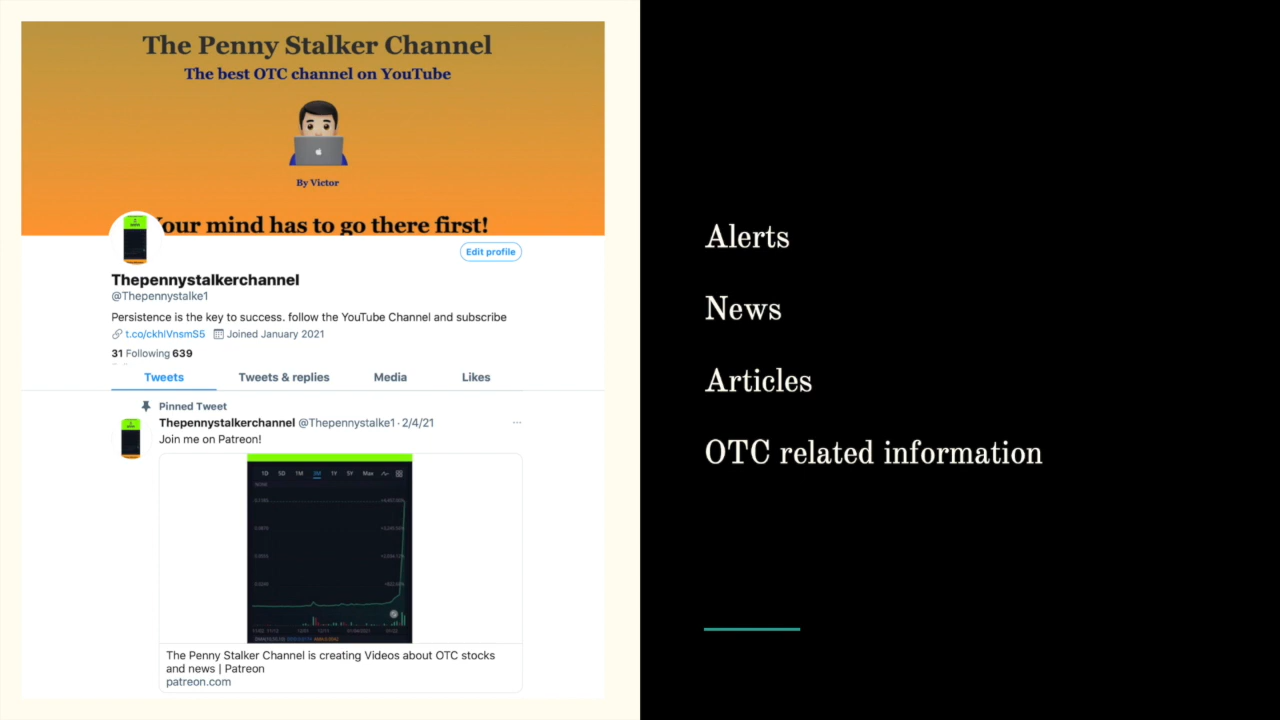 The Penny Stalker Channel
The best OTC channel on YouTube
By Victor
our mind has to go there first!
Edit profile
Thepennystalkerchannel
@Thepennystalke1
Persistence is the key to success. follow the YouTube Channel and subscribe
t.co/ckhlVnsmS5 Joined January 2021
31 Following 639
Tweets Tweets & replies Media Likes
Pinned Tweet
Thepennystalkerchannel @Thepennystalke1 · 2/4/21
Join me on Patreon!
1D 5D 1M 3M 1Y 5Y Max
The Penny Stalker Channel is creating Videos about OTC stocks
and news | Patreon
patreon.com
Alerts
News
Articles
OTC related information